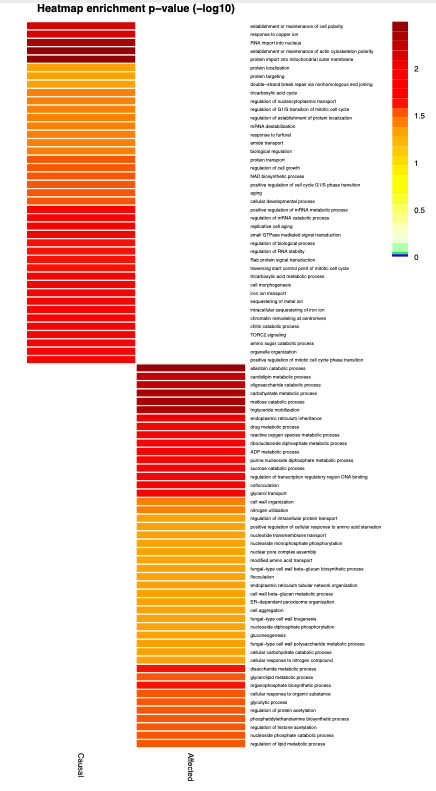 Heatmap enrichment p-value (-log10)
establishment or maintenance of cell polarity
response to copper ion
RNA import into nucleus
establishment or maintenance of actin cytoskeleton polarity
protein import into mitochondrial outer membrane
protein localization
protein targeting
double-strand break repair via nonhomologous end joining
tricarboxylic acid cycle
regulation of nucleocytoplasmic transport
regulation of G1/S transition of mitotic cell cycle
regulation of establishment of protein localization
mRNA destabilization
response to furfural
amide transport
biological regulation
protein transport
regulation of cell growth
NAD biosynthetic process
positive regulation of cell cycle G1/S phase transition
aging
cellular developmental process
positive regulation of mRNA metabolic process
regulation of mRNA catabolic process
replicative cell aging
small GTPase mediated signal transduction
regulation of biological process
regulation of RNA stability
Rab protein signal transduction
traversing start control point of mitotic cell cycle
tricarboxylic acid metabolic process
cell morphogenesis
iron ion transport
sequestering of metal ion
intracellular sequestering of iron ion
chromatin remodeling at centromere
chitin catabolic process
TORC2 signaling
amino sugar catabolic process
organelle organization
positive regulation of mitotic cell cycle phase transition
allantoin catabolic process
cardiolipin metabolic process
oligosaccharide catabolic process
carbohydrate metabolic process
maltose catabolic process
triglyceride mobilization
endoplasmic reticulum inheritance
drug metabolic process
reactive oxygen species metabolic process
ribonucleoside diphosphate metabolic process
ADP metabolic process
purine nucleoside diphosphate metabolic process
sucrose catabolic process
regulation of transcription regulatory region DNA binding
coflocculation
glycerol transport
cell wall organization
nitrogen utilization
regulation of intracellular protein transport
positive regulation of cellular response to amino acid starvation
nucleotide transmembrane transport
nucleoside monophosphate phosphorylation
nuclear pore complex assembly
modified amino acid transport
fungal-type cell wall beta-glucan biosynthetic process
flocculation
endoplasmic reticulum tubular network organization
cell wall beta-glucan metabolic process
ER-dependent peroxisome organization
cell aggregation
fungal-type cell wall biogenesis
nucleoside diphosphate phosphorylation
gluconeogenesis
fungal-type cell wall polysaccharide metabolic process
cellular carbohydrate catabolic process
cellular response to nitrogen compound
disaccharide metabolic process
glycerolipid metabolic process
organophosphate biosynthetic process
cellular response to organic substance
glycolytic process
regulation of protein acetylation
phosphatidylethanolamine biosynthetic process
regulation of histone acetylation
nucleoside phosphate catabolic process
regulation of lipid metabolic process
2
1.5
1
0.5
0
Causal
Affected